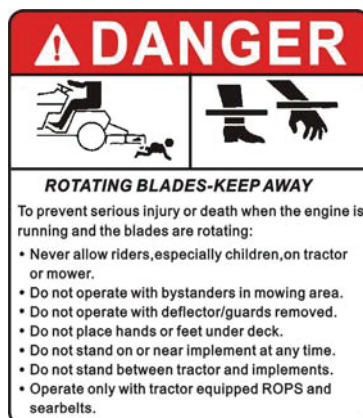 DANGER
ROTATING BLADES-KEEP AWAY
To prevent serious injury or death when the engine is
running and the blades are rotating:
• Never allow riders,especially children,on tractor
or mower.
• Do not operate with bystanders in mowing area.
• Do not operate with deflector/guards removed.
• Do not place hands or feet under deck.
• Do not stand on or near implement at any time.
• Do not stand between tractor and implements.
• Operate only with tractor equipped ROPS and
searbelts.